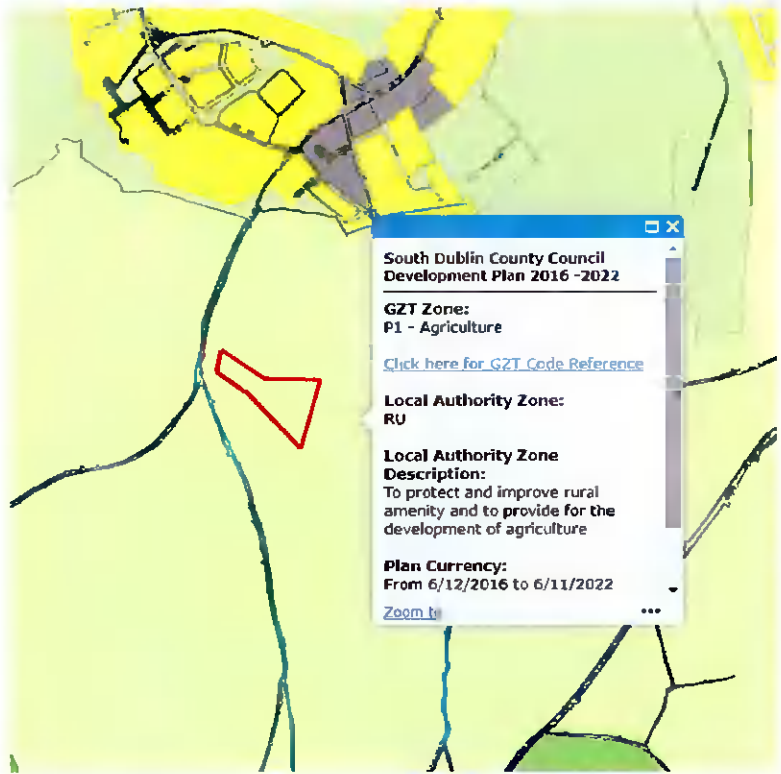 South Dublin County Council
Development Plan 2016 -2022
GZT Zone:
P1 - Agriculture
Click here for GZT Code Reference
Local Authority Zone:
RU
Local Authority Zone
Description:
To protect and improve rural
amenity and to provide for the
development of agriculture
Plan Currency:
From 6/12/2016 to 6/11/2022
Zoom to